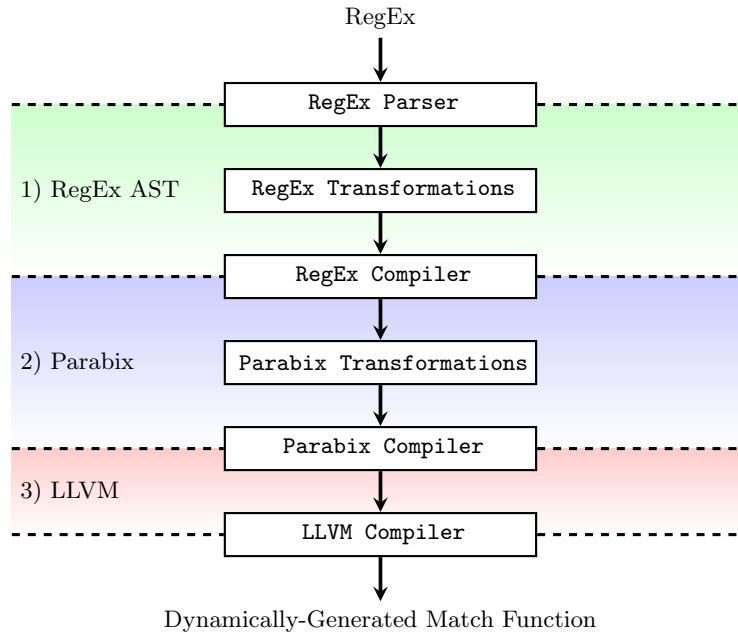 RegEx
RegEx Parser
1) RegEx AST
RegEx Transformations
RegEx Compiler
2) Parabix
Parabix Transformations
Parabix Compiler
3) LLVM
LLVM Compiler
Dynamically-Generated Match Function